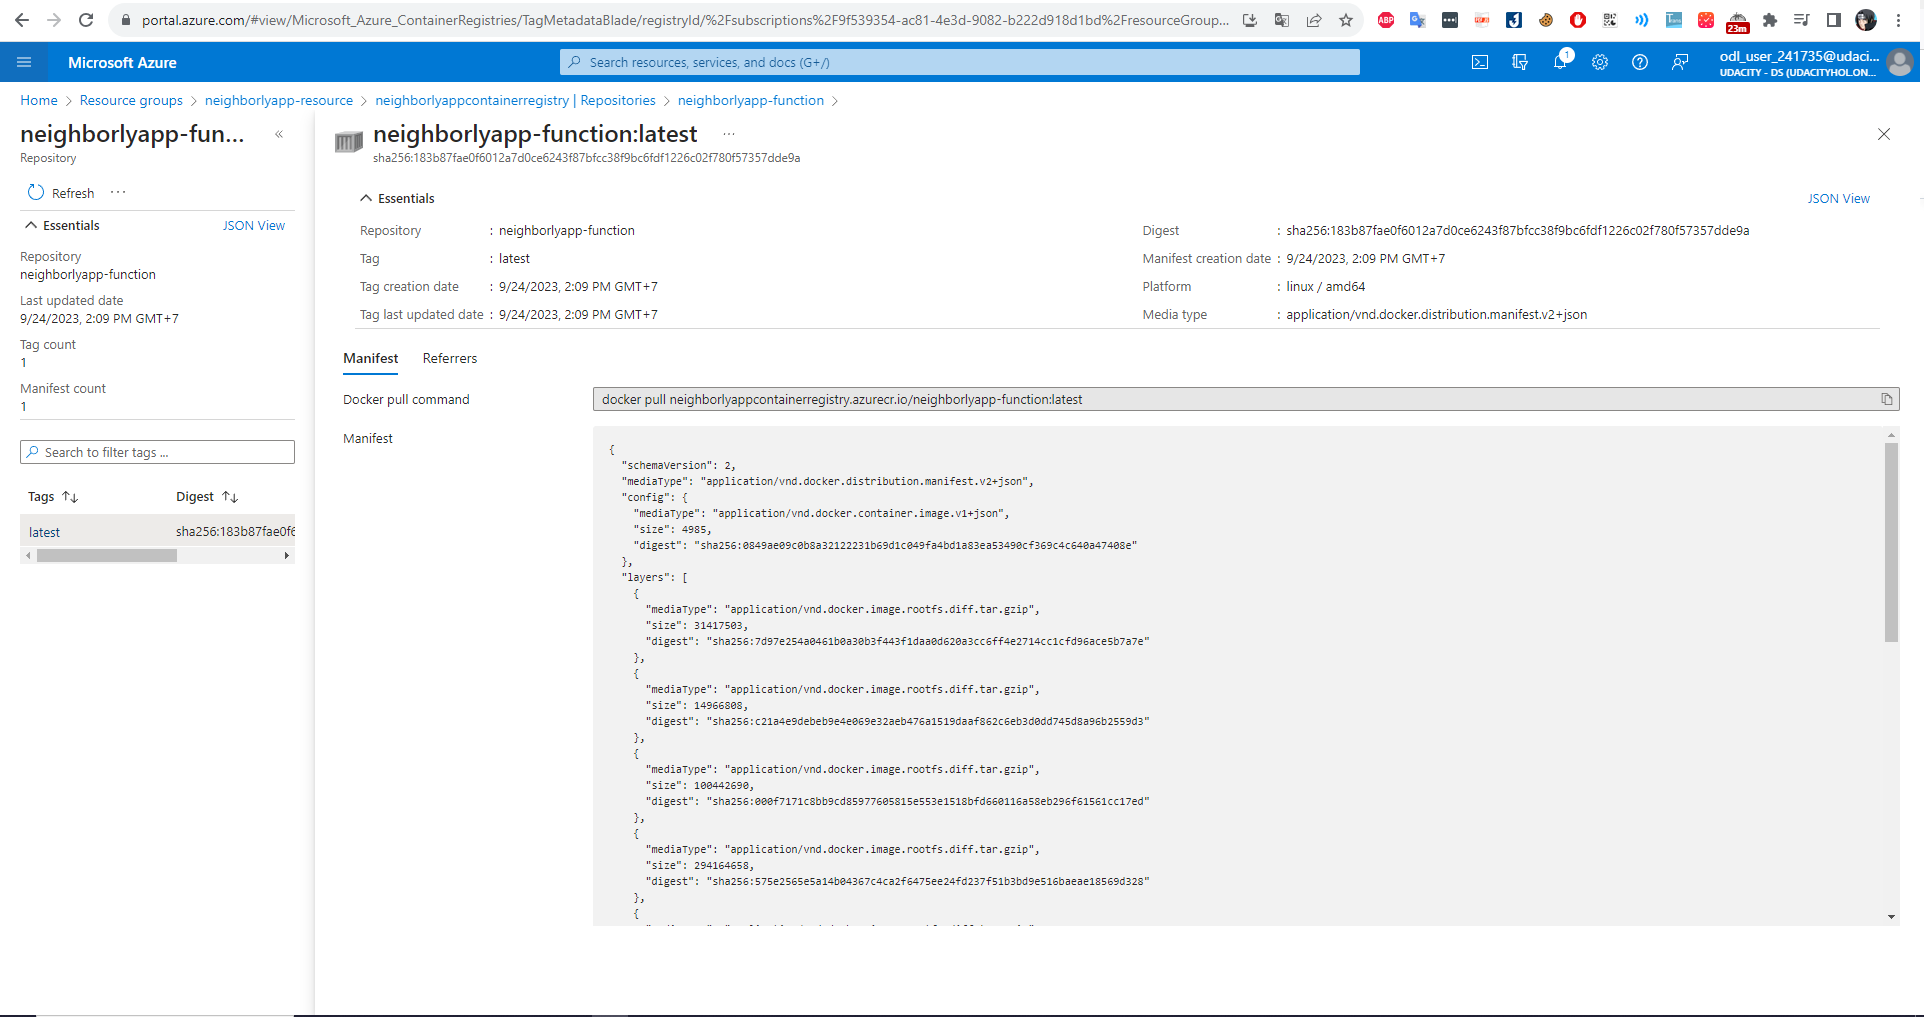 portal.azure.com/#view/Microsoft_Azure_ContainerRegistries/TagMetadataBlade/registryId/%2Fsubscriptions%2F9f539354-ac81-4e3d-9082-b222d918d1bd%2FresourceGroup...
ABP
23m
Microsoft Azure
Search resources, services, and docs (G+/)
1
odl_user_241735@udaci...
UDACITY - DS (UDACITYHOL.ON...
Home > Resource groups > neighborlyapp-resource > neighborlyappcontainerregistry | Repositories > neighborlyapp-function >
neighborlyapp-fun... «
Repository
Refresh ...
Essentials JSON View
Repository
neighborlyapp-function
Last updated date
9/24/2023, 2:09 PM GMT+7
Tag count
1
Manifest count
1
Search to filter tags ...
Tags ↑↓ Digest ↑↓
latest sha256:183b87fae0f6
neighborlyapp-function:latest ...
sha256:183b87fae0f6012a7d0ce6243f87bfcc38f9bc6fdf1226c02f780f57357dde9a
Essentials JSON View
Repository : neighborlyapp-function
Tag : latest
Tag creation date : 9/24/2023, 2:09 PM GMT+7
Tag last updated date : 9/24/2023, 2:09 PM GMT+7
Digest : sha256:183b87fae0f6012a7d0ce6243f87bfcc38f9bc6fdf1226c02f780f57357dde9a
Manifest creation date : 9/24/2023, 2:09 PM GMT+7
Platform : linux / amd64
Media type : application/vnd.docker.distribution.manifest.v2+json
Manifest Referrers
Docker pull command docker pull neighborlyappcontainerregistry.azurecr.io/neighborlyapp-function:latest
Manifest
{
"schemaVersion": 2,
"mediaType": "application/vnd.docker.distribution.manifest.v2+json",
"config": {
"mediaType": "application/vnd.docker.container.image.v1+json",
"size": 4985,
"digest": "sha256:0849ae09c0b8a32122231b69d1c049fa4bd1a83ea53490cf369c4c640a47408e"
},
"layers": [
{
"mediaType": "application/vnd.docker.image.rootfs.diff.tar.gzip",
"size": 31417503,
"digest": "sha256:7d97e254a0461b0a30b3f443f1daa0d620a3cc6ff4e2714cc1cfd96ace5b7a7e"
},
{
"mediaType": "application/vnd.docker.image.rootfs.diff.tar.gzip",
"size": 14966808,
"digest": "sha256:c21a4e9debeb9e4e069e32aeb476a1519daaf862c6eb3d0dd745d8a96b2559d3"
},
{
"mediaType": "application/vnd.docker.image.rootfs.diff.tar.gzip",
"size": 100442690,
"digest": "sha256:000f7171c8bb9cd85977605815e553e1518bfd660116a58eb296f61561cc17ed"
},
{
"mediaType": "application/vnd.docker.image.rootfs.diff.tar.gzip",
"size": 294164658,
"digest": "sha256:575e2565e5a14b04367c4ca2f6475ee24fd237f51b3bd9e516baeae18569d328"
},
{